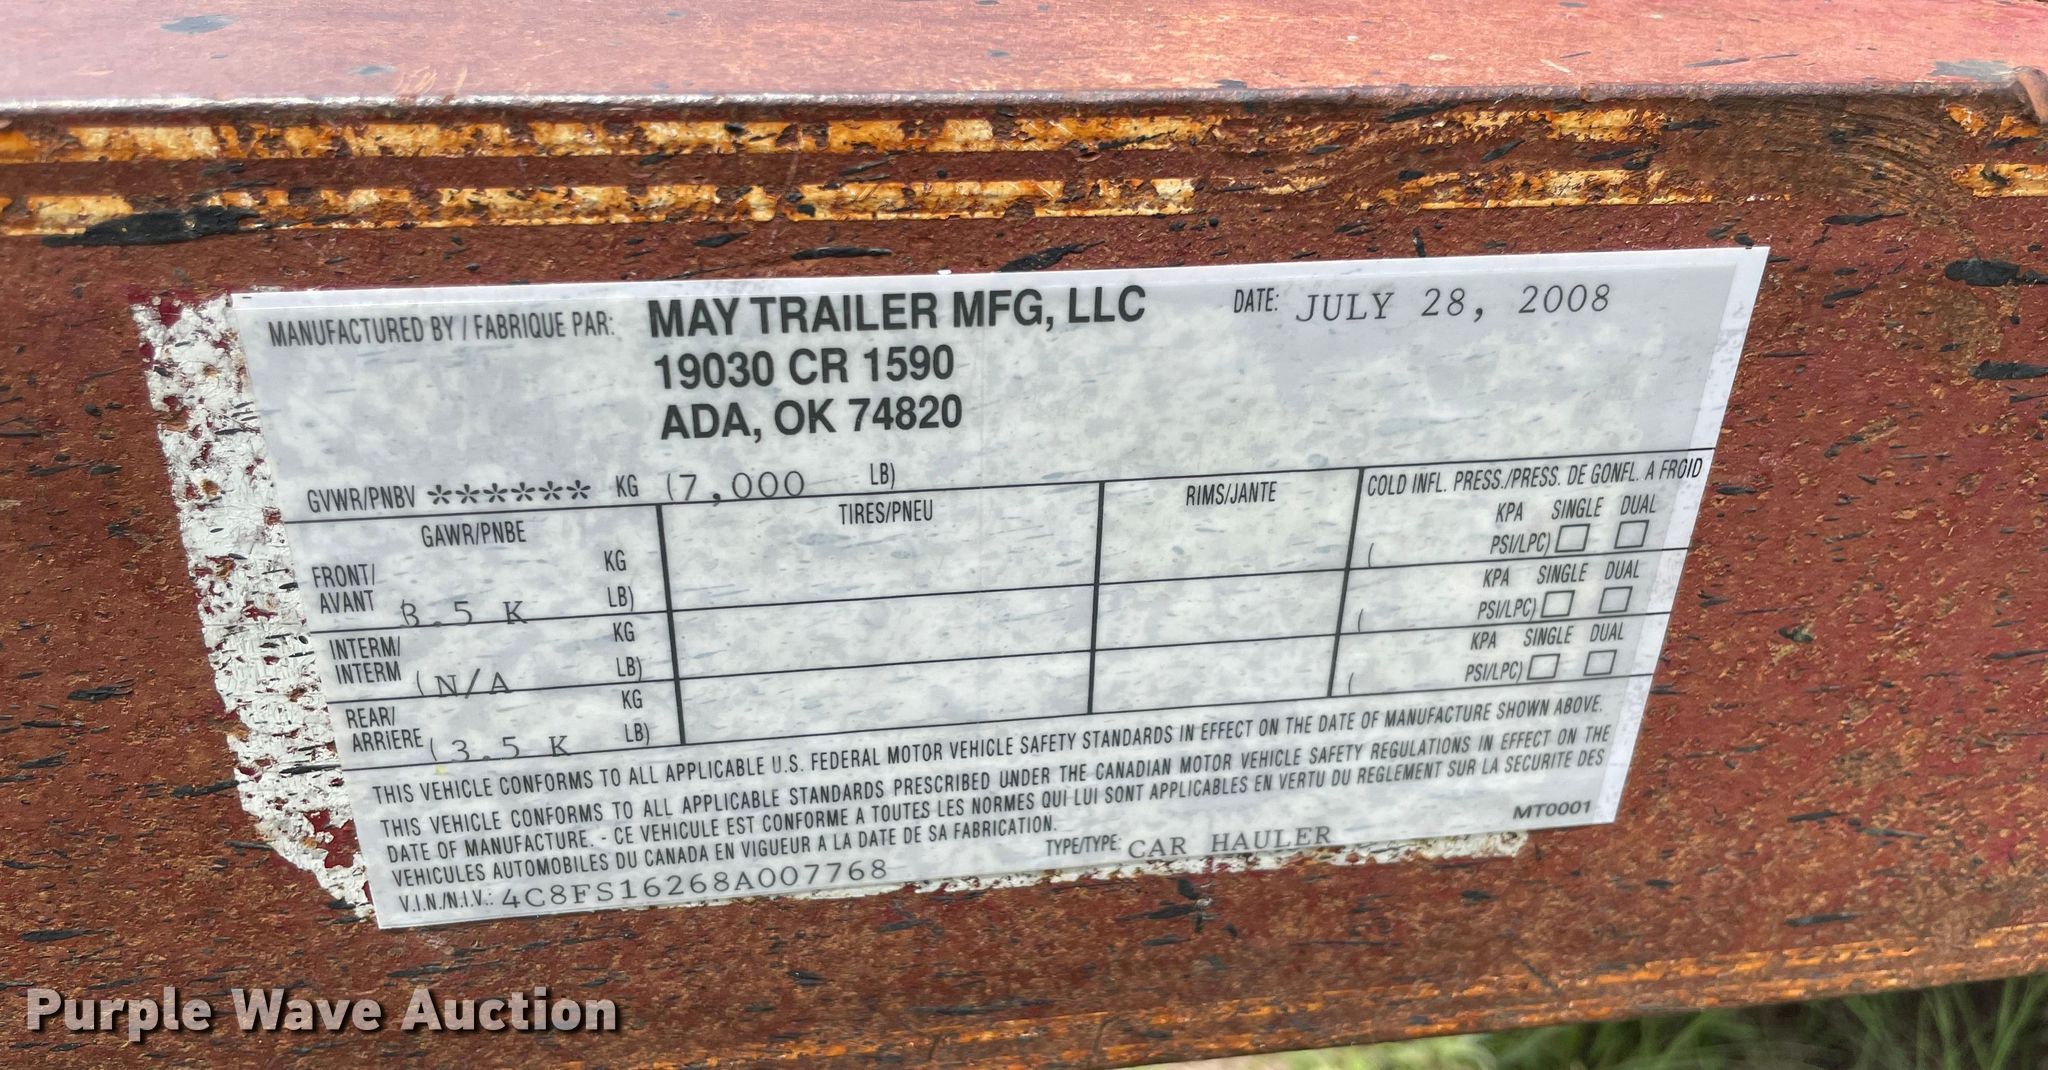 MANUFACTURED BY / FABRIQUE PAR: MAY TRAILER MFG, LLC DATE: JULY 28, 2008
19030 CR 1590
ADA, OK 74820
GVWR/PNBV ****** KG (7,000 LB)
GAWR/PNBE TIRES/PNEU RIMS/JANTE COLD INFL. PRESS./PRESS. DE GONFL. A FROID
FRONT/ KG KPA SINGLE DUAL
AVANT 3.5 K LB) ( PSI/LPC)
INTERM/ KG KPA SINGLE DUAL
INTERM (N/A LB) ( PSI/LPC)
REAR/ KG KPA SINGLE DUAL
ARRIERE (3.5 K LB) ( PSI/LPC)
THIS VEHICLE CONFORMS TO ALL APPLICABLE U.S. FEDERAL MOTOR VEHICLE SAFETY STANDARDS IN EFFECT ON THE DATE OF MANUFACTURE SHOWN ABOVE.
THIS VEHICLE CONFORMS TO ALL APPLICABLE STANDARDS PRESCRIBED UNDER THE CANADIAN MOTOR VEHICLE SAFETY REGULATIONS IN EFFECT ON THE
DATE OF MANUFACTURE. - CE VEHICULE EST CONFORME A TOUTES LES NORMES QUI LUI SONT APPLICABLES EN VERTU DU REGLEMENT SUR LA SECURITE DES
VEHICULES AUTOMOBILES DU CANADA EN VIGUEUR A LA DATE DE SA FABRICATION.
V.I.N./N.I.V.: 4C8FS16268A007768 TYPE/TYPE: CAR HAULER MT0001
Purple Wave Auction